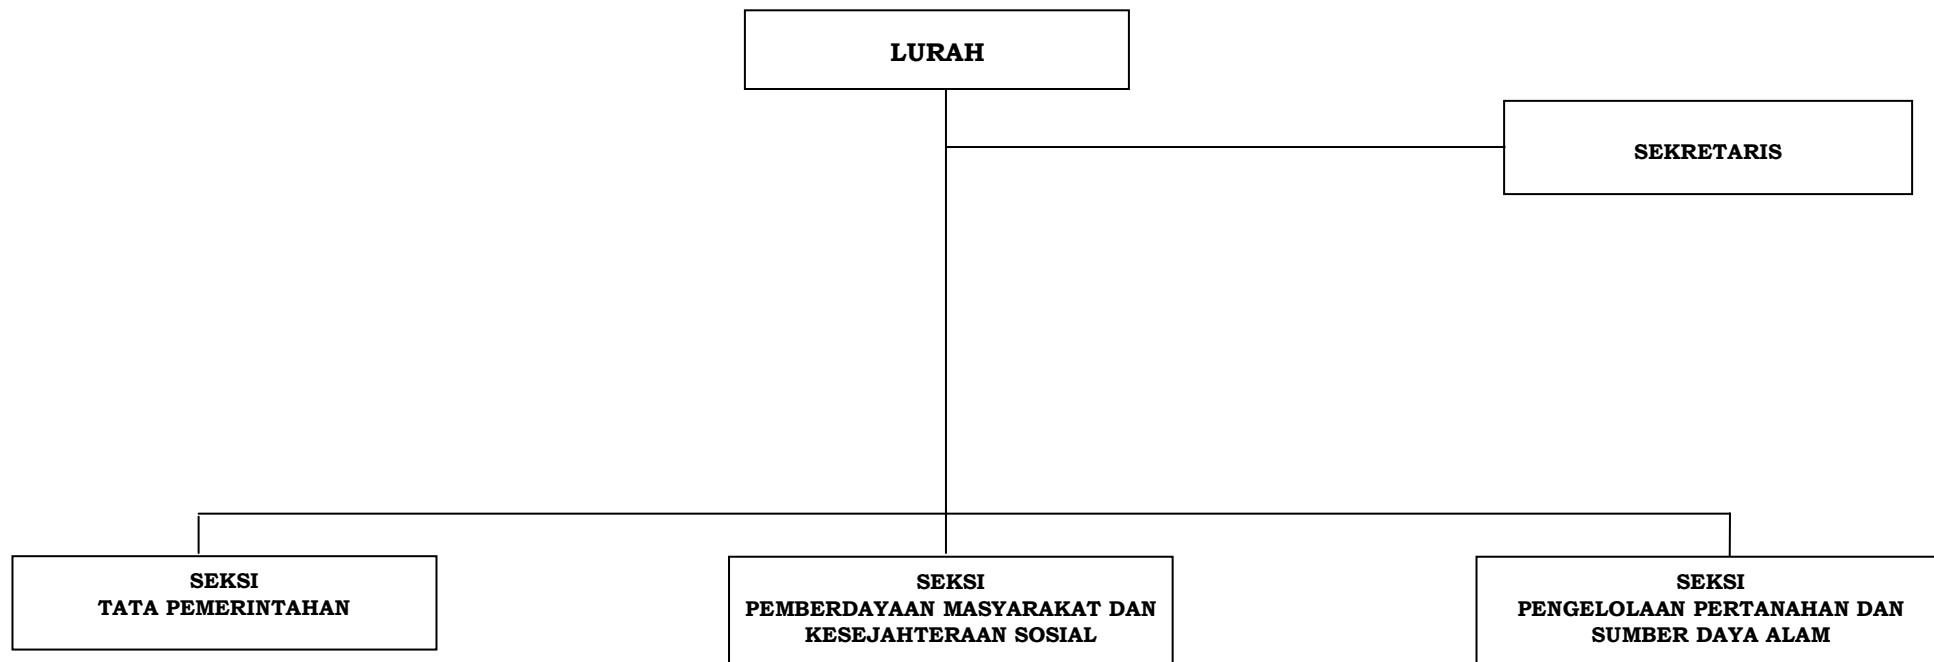 LURAH
SEKRETARIS
SEKSI
TATA PEMERINTAHAN
SEKSI
PEMBERDAYAAN MASYARAKAT DAN
KESEJAHTERAAN SOSIAL
SEKSI
PENGELOLAAN PERTANAHAN DAN
SUMBER DAYA ALAM